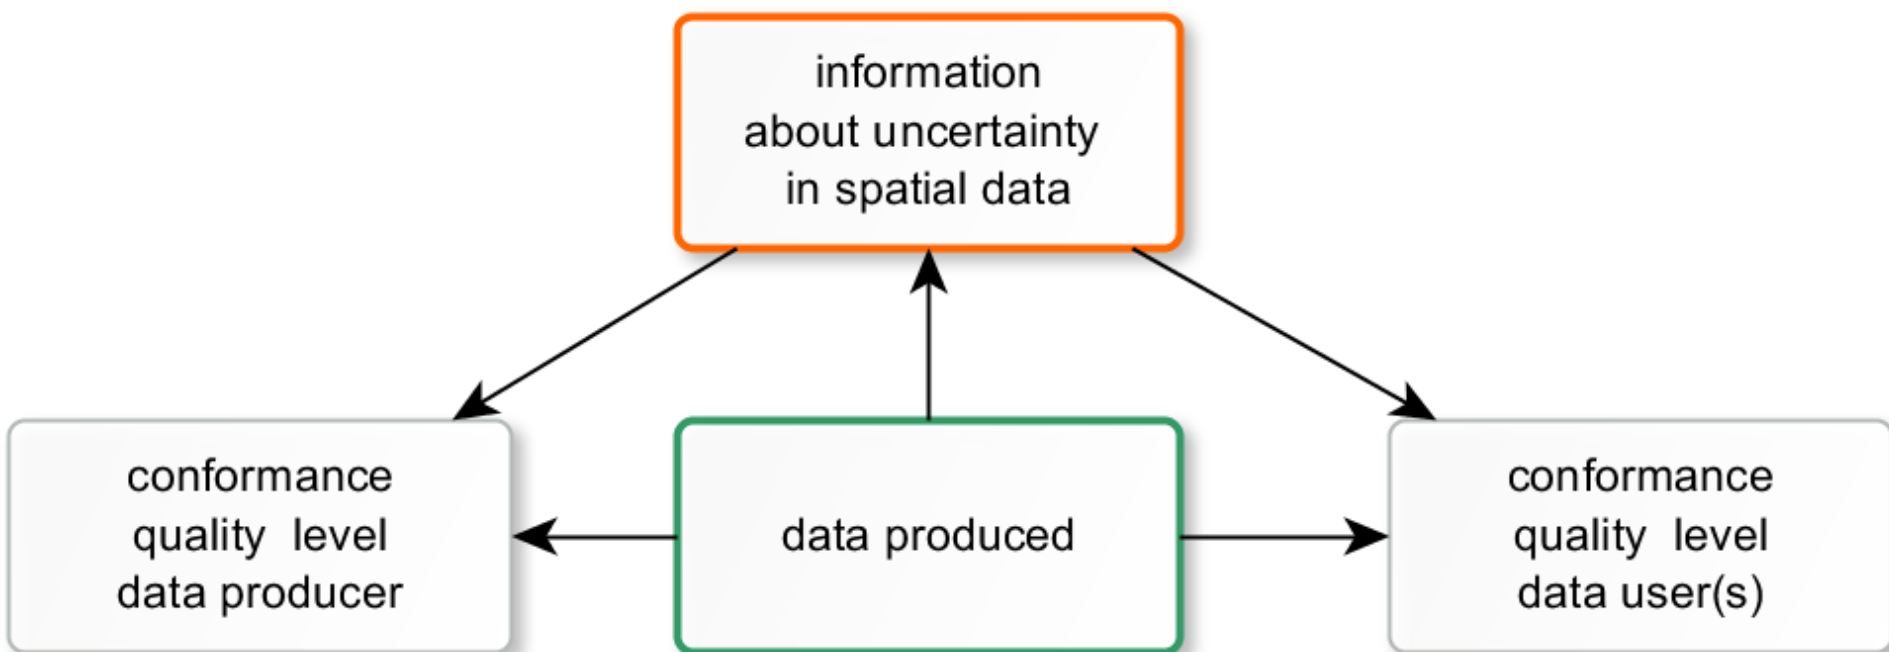 information
about uncertainty
in spatial data
conformance
quality level
data producer
data produced
conformance
quality level
data user(s)